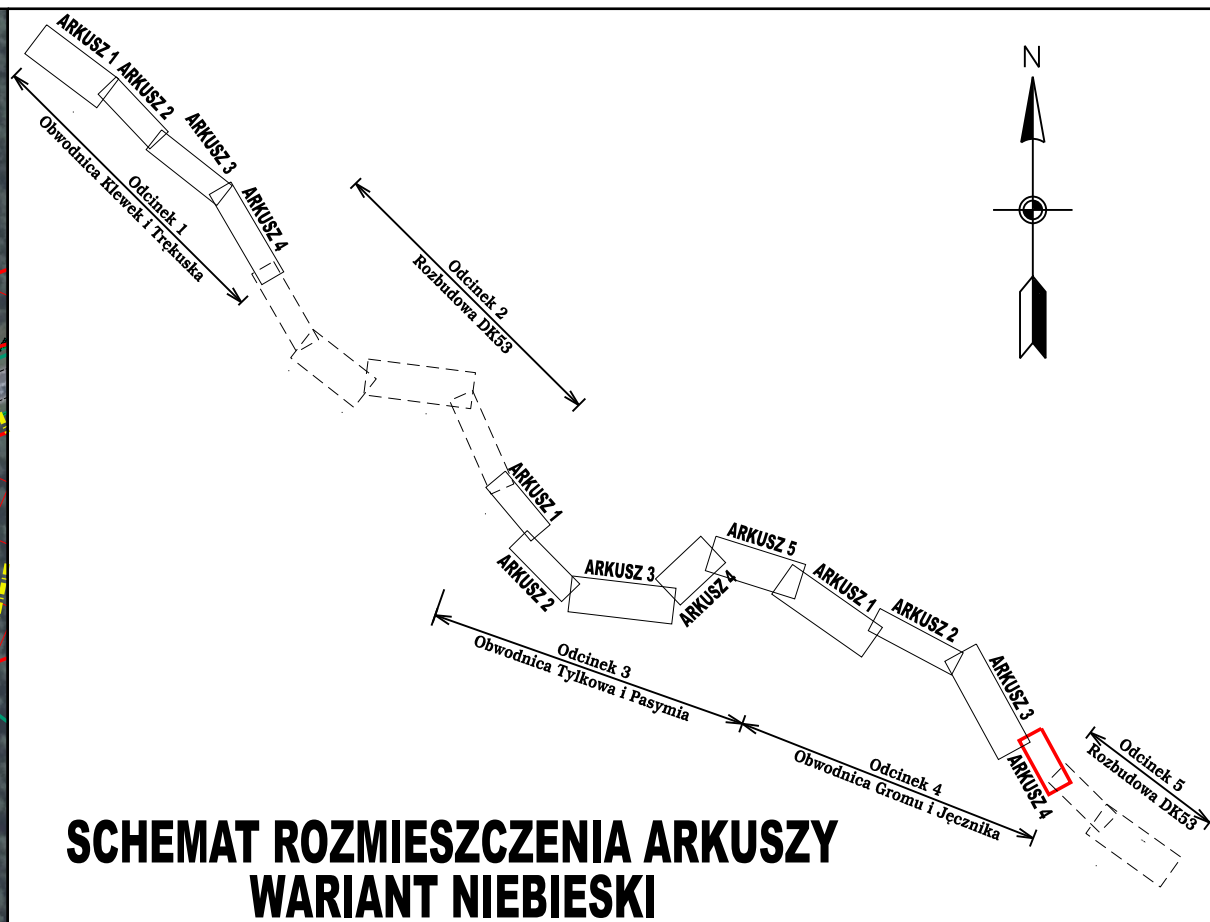 ARKUSZ 1
ARKUSZ 2
ARKUSZ 3
ARKUSZ 4
Odcinek 1
Obwodnica Klewek i Trękuska
N
Odcinek 2
Rozbudowa DK53
ARKUSZ 1
ARKUSZ 2
ARKUSZ 3
ARKUSZ 4
ARKUSZ 5
Odcinek 3
Obwodnica Tylkowa i Pasymia
ARKUSZ 1
ARKUSZ 2
ARKUSZ 3
ARKUSZ 4
Odcinek 4
Obwodnica Gromu i Jęcznika
Odcinek 5
Rozbudowa DK53
SCHEMAT ROZMIESZCZENIA ARKUSZY
WARIANT NIEBIESKI